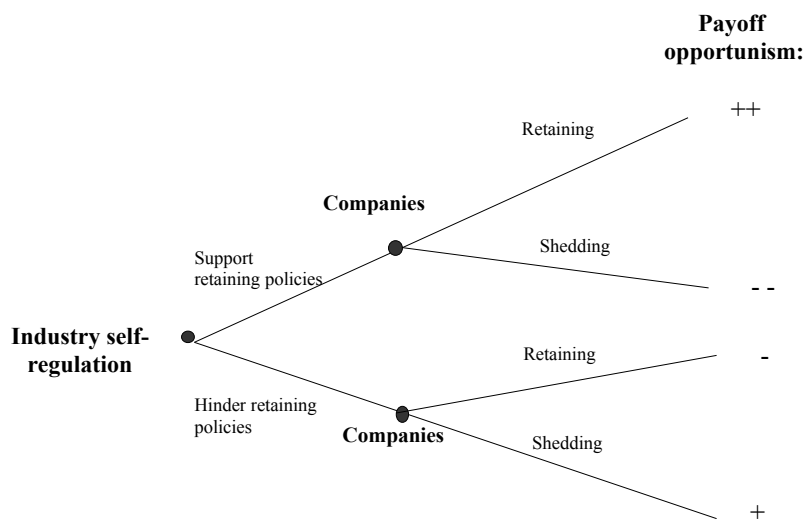 Payoff
opportunism:
++
Retaining
Companies
Shedding
Support
retaining policies
- -
Industry self-
regulation
Retaining
-
Hinder retaining
policies
Companies
Shedding
+